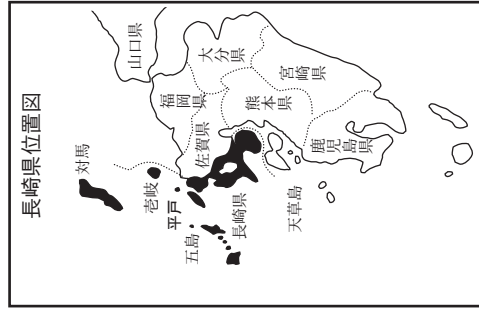 長崎県位置図
対馬
壱岐
平戸
五島
長崎県
天草島
山口県
福岡県
佐賀県
大分県
熊本県
宮崎県
鹿児島県